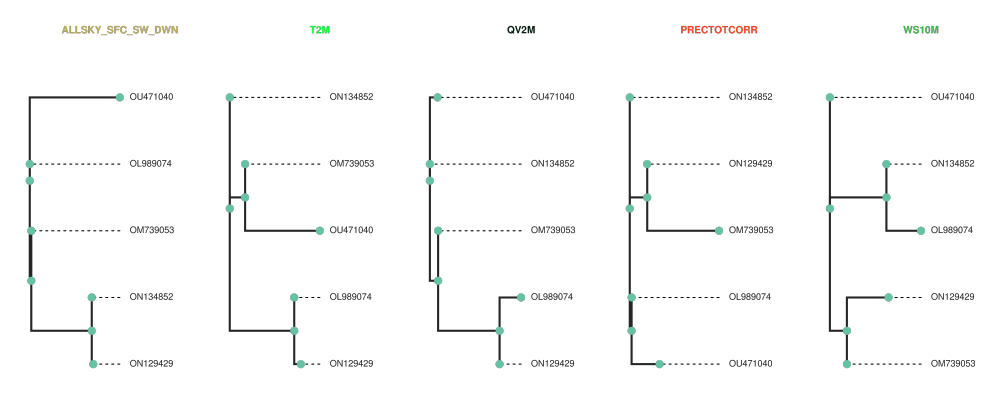 ALLSKY_SFC_SW_DWN T2M QV2M PRECTOTCORR WS10M
OU471040 ON134852 OU471040 ON134852 OU471040
OL989074 OM739053 ON134852 ON129429 ON134852
OM739053 OU471040 OM739053 OM739053 OL989074
ON134852 OL989074 OL989074 OL989074 ON129429
ON129429 ON129429 ON129429 OU471040 OM739053